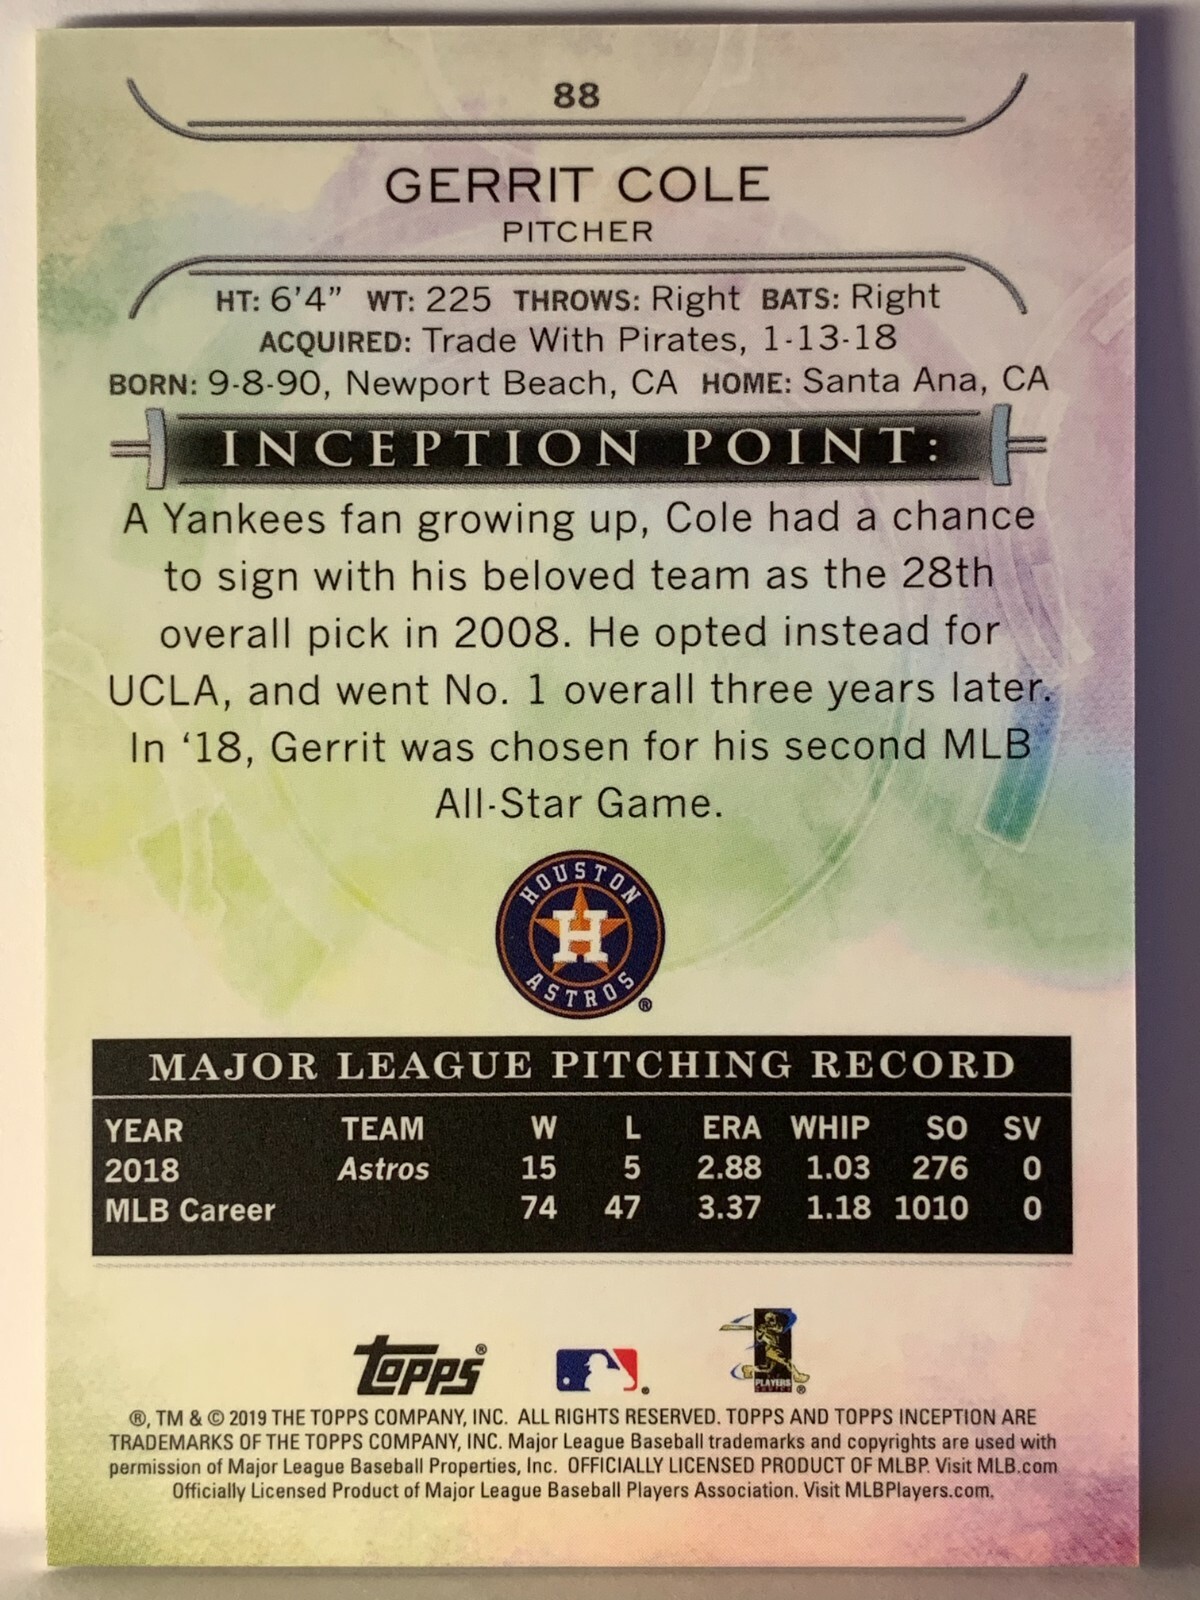 88
GERRIT COLE
PITCHER
HT: 6'4” WT: 225 THROWS: Right BATS: Right
ACQUIRED: Trade With Pirates, 1-13-18
BORN: 9-8-90, Newport Beach, CA HOME: Santa Ana, CA
INCEPTION POINT:
A Yankees fan growing up, Cole had a chance
to sign with his beloved team as the 28th
overall pick in 2008. He opted instead for
UCLA, and went No. 1 overall three years later.
In ‘18, Gerrit was chosen for his second MLB
All-Star Game.
HOUSTON
H
ASTROS®
MAJOR LEAGUE PITCHING RECORD
YEAR TEAM W L ERA WHIP SO SV
2018 Astros 15 5 2.88 1.03 276 0
MLB Career 74 47 3.37 1.18 1010 0
topps® ® PLAYERS CHOICE ®
®, TM & © 2019 THE TOPPS COMPANY, INC. ALL RIGHTS RESERVED. TOPPS AND TOPPS INCEPTION ARE
TRADEMARKS OF THE TOPPS COMPANY, INC. Major League Baseball trademarks and copyrights are used with
permission of Major League Baseball Properties, Inc. OFFICIALLY LICENSED PRODUCT OF MLBP. Visit MLB.com
Officially Licensed Product of Major League Baseball Players Association. Visit MLBPlayers.com.